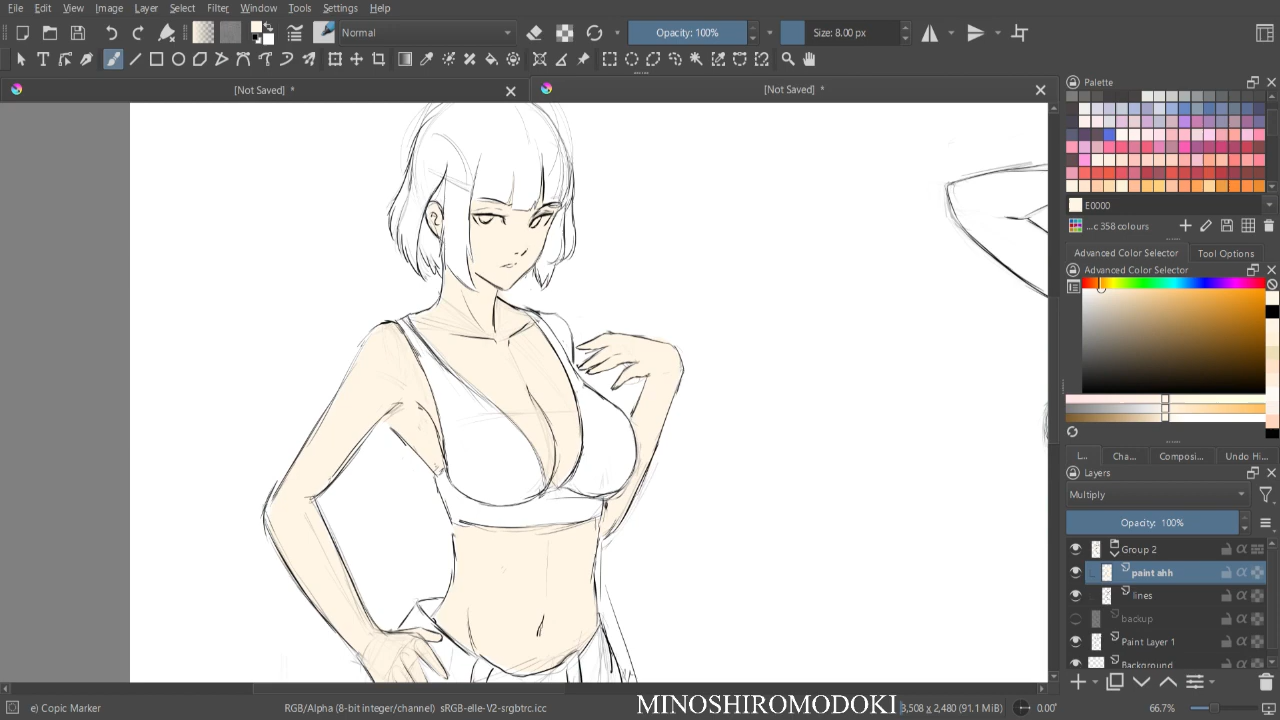 File Edit View Image Layer Select Filter Window Tools Settings Help
Normal Opacity: 100% Size: 8.00 px
[Not Saved] * [Not Saved] *
Palette
E0000
...c 358 colours
Advanced Color Selector Tool Options
Advanced Color Selector
L... Cha... Composi... Undo Hi...
Layers
Multiply
Opacity: 100%
Group 2
paint ahh
lines
backup
Paint Layer 1
Background
e) Copic Marker RGB/Alpha (8-bit integer/channel) sRGB-elle-V2-srgbtrc.icc MINOSHIROMODOKI 3,508 x 2,480 (91.1 MiB) 0.00° 66.7%